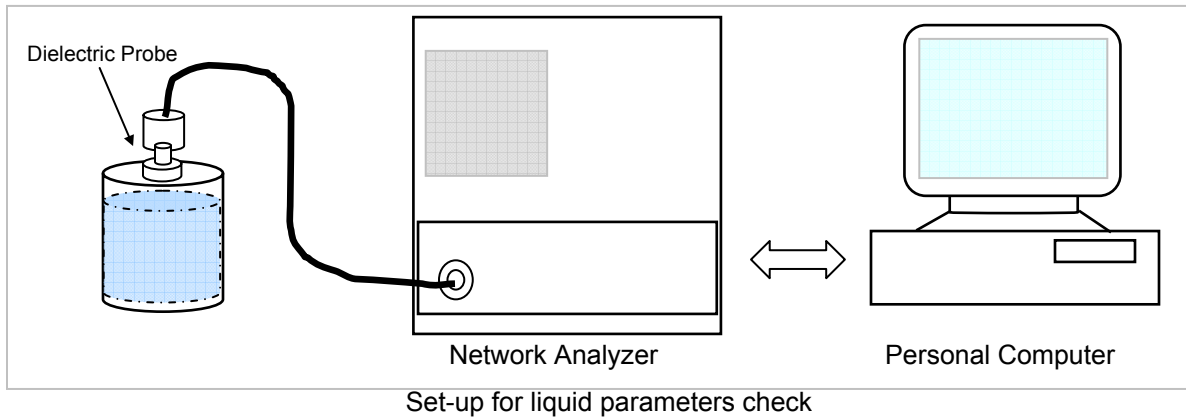 Dielectric Probe
Network Analyzer
Personal Computer
Set-up for liquid parameters check